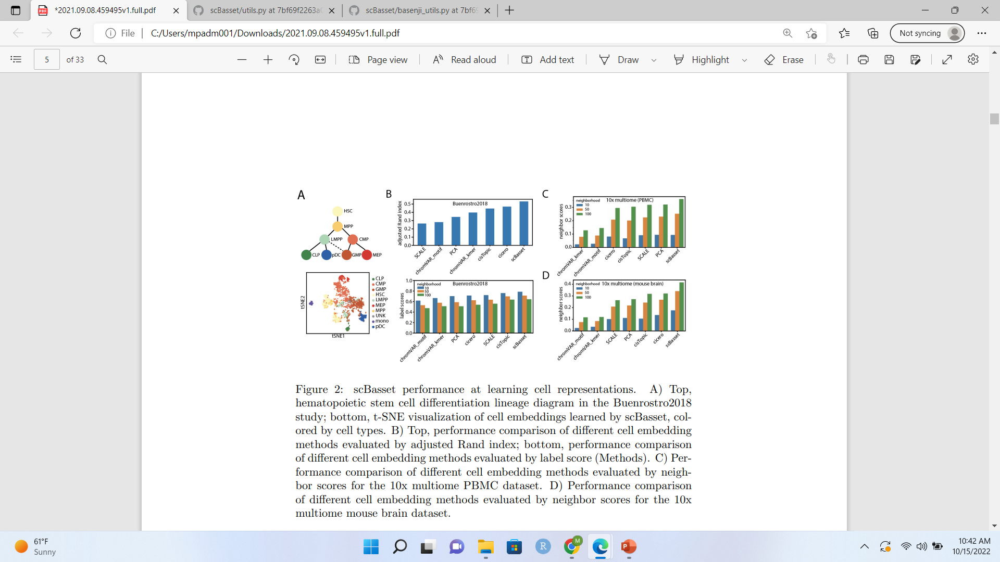 *2021.09.08.459495v1.full.pdf
scBasset/utils.py at 7bf69f2263a
scBasset/basenji_utils.py at 7bf6
File
C:/Users/mpadm001/Downloads/2021.09.08.459495v1.full.pdf
Not syncing
5 of 33
Page view
Read aloud
Add text
Draw
Highlight
Erase
A
HSC
MPP
LMPP
CMP
CLP
pDC
GMP
MEP
tSNE2
tSNE1
CLP
CMP
GMP
HSC
LMPP
MEP
MPP
UNK
mono
pDC
B
Buenrostro2018
adjusted Rand index
0.5
0.4
0.3
0.2
0.1
0.0
SCALE
chromVAR_motif
PCA
chromVAR_kmer
cisTopic
cicero
scBasset
Buenrostro2018
neighborhood
10
50
100
label scores
1.0
0.8
0.6
0.4
0.2
0.0
chromVAR_motif
chromVAR_kmer
PCA
cicero
SCALE
cisTopic
scBasset
C
10x multiome (PBMC)
neighborhood
10
50
100
neighbor scores
0.3
0.2
0.1
0.0
chromVAR_kmer
chromVAR_motif
cicero
cisTopic
SCALE
PCA
scBasset
D
10x multiome (mouse brain)
neighborhood
10
50
100
neighbor scores
0.4
0.3
0.2
0.1
0.0
chromVAR_motif
chromVAR_kmer
SCALE
PCA
cisTopic
cicero
scBasset
Figure 2: scBasset performance at learning cell representations. A) Top,
hematopoietic stem cell differentiation lineage diagram in the Buenrostro2018
study; bottom, t-SNE visualization of cell embeddings learned by scBasset, col-
ored by cell types. B) Top, performance comparison of different cell embedding
methods evaluated by adjusted Rand index; bottom, performance comparison
of different cell embedding methods evaluated by label score (Methods). C) Per-
formance comparison of different cell embedding methods evaluated by neigh-
bor scores for the 10x multiome PBMC dataset. D) Performance comparison
of different cell embedding methods evaluated by neighbor scores for the 10x
multiome mouse brain dataset.
61°F
Sunny
10:42 AM
10/15/2022